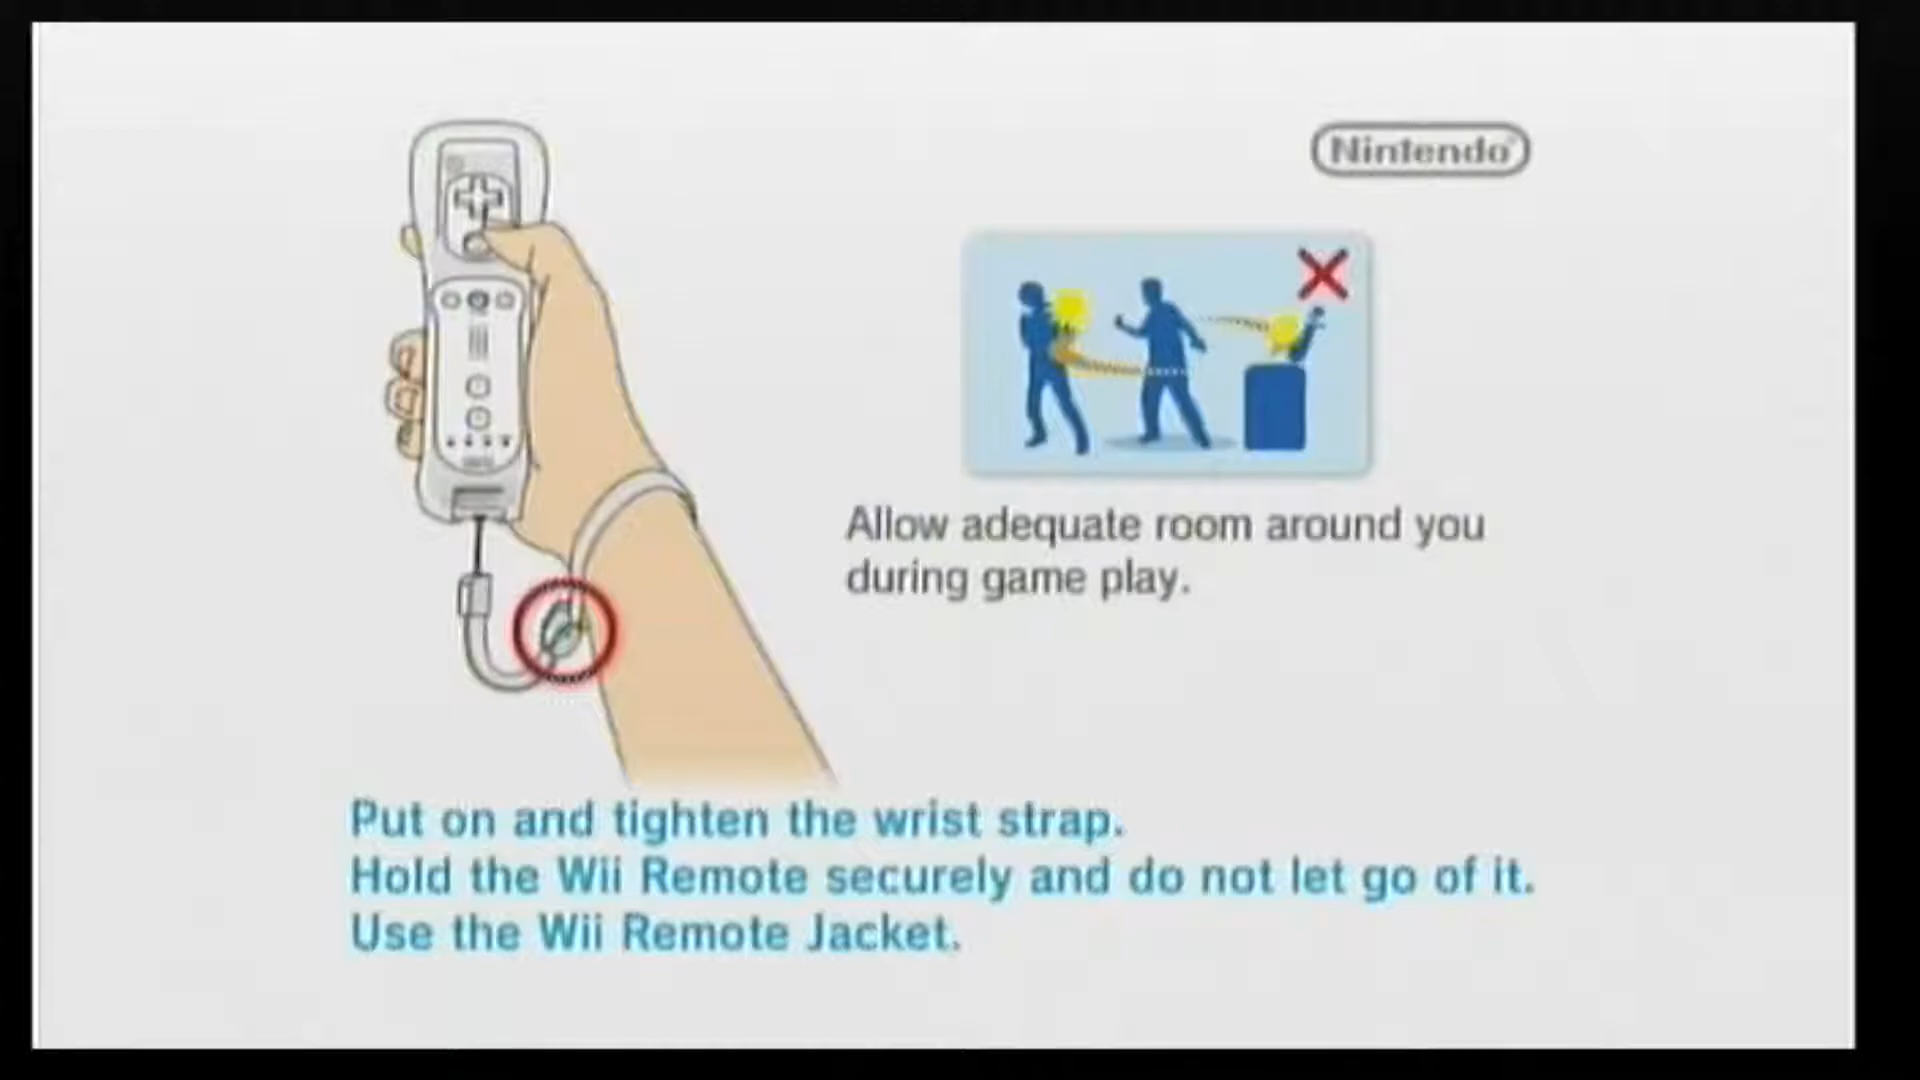 Nintendo
Allow adequate room around you
during game play.
Put on and tighten the wrist strap.
Hold the Wii Remote securely and do not let go of it.
Use the Wii Remote Jacket.